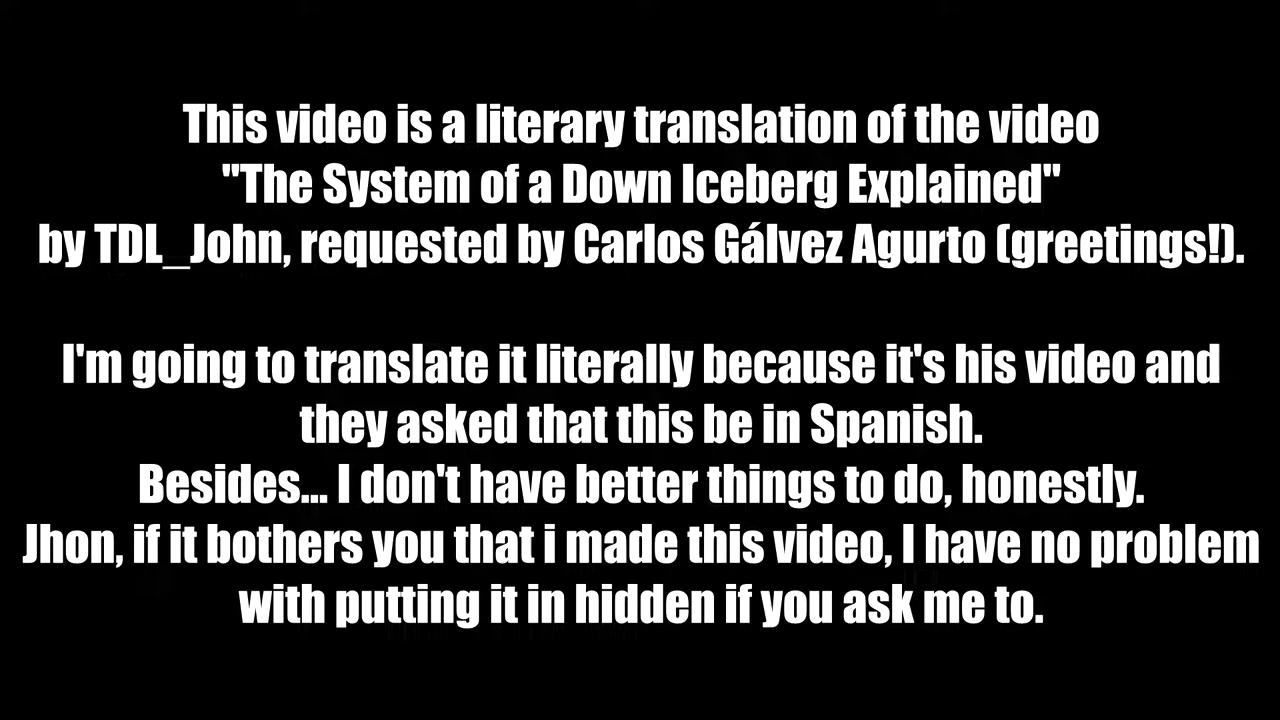 This video is a literary translation of the video
"The System of a Down Iceberg Explained"
by TDL_John, requested by Carlos Gálvez Agurto (greetings!).
I'm going to translate it literally because it's his video and
they asked that this be in Spanish.
Besides... I don't have better things to do, honestly.
Jhon, if it bothers you that i made this video, I have no problem
with putting it in hidden if you ask me to.